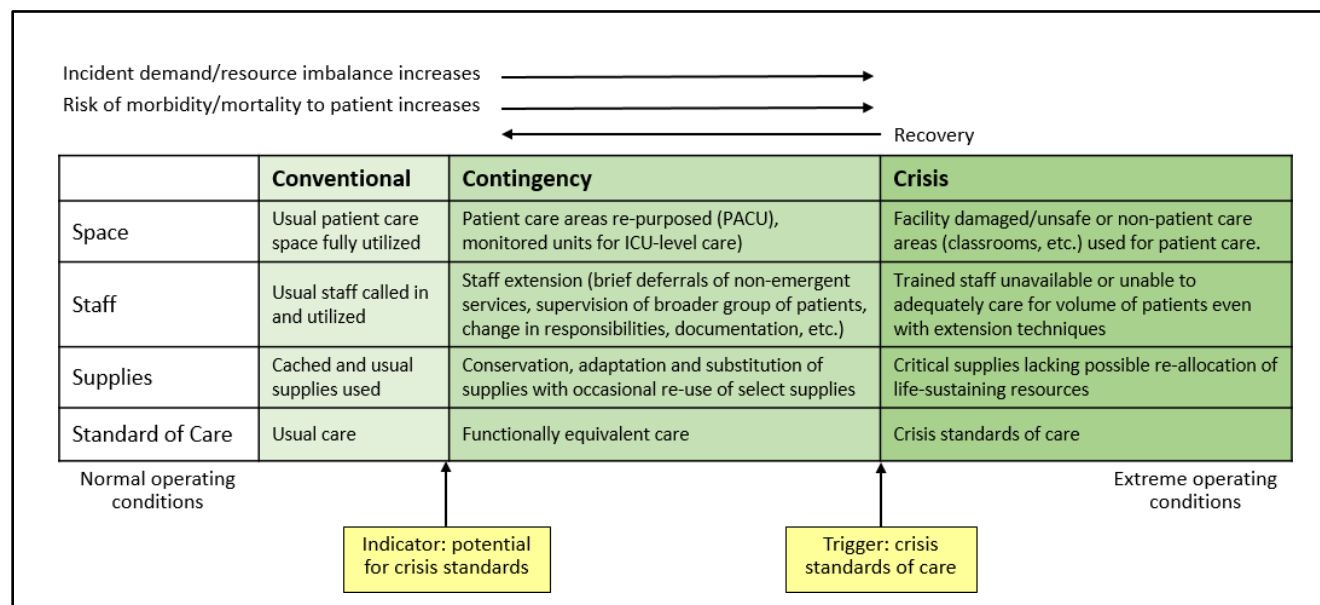 Incident demand/resource imbalance increases
Risk of morbidity/mortality to patient increases
Recovery
Conventional
Contingency
Crisis
Space
Usual patient care
space fully utilized
Patient care areas re-purposed (PACU),
monitored units for ICU-level care)
Facility damaged/unsafe or non-patient care
areas (classrooms, etc.) used for patient care.
Staff
Usual staff called in
and utilized
Staff extension (brief deferrals of non-emergent
services, supervision of broader group of patients,
change in responsibilities, documentation, etc.)
Trained staff unavailable or unable to
adequately care for volume of patients even
with extension techniques
Supplies
Cached and usual
supplies used
Conservation, adaptation and substitution of
supplies with occasional re-use of select supplies
Critical supplies lacking possible re-allocation of
life-sustaining resources
Standard of Care
Usual care
Functionally equivalent care
Crisis standards of care
Normal operating
conditions
Extreme operating
conditions
Indicator: potential
for crisis standards
Trigger: crisis
standards of care